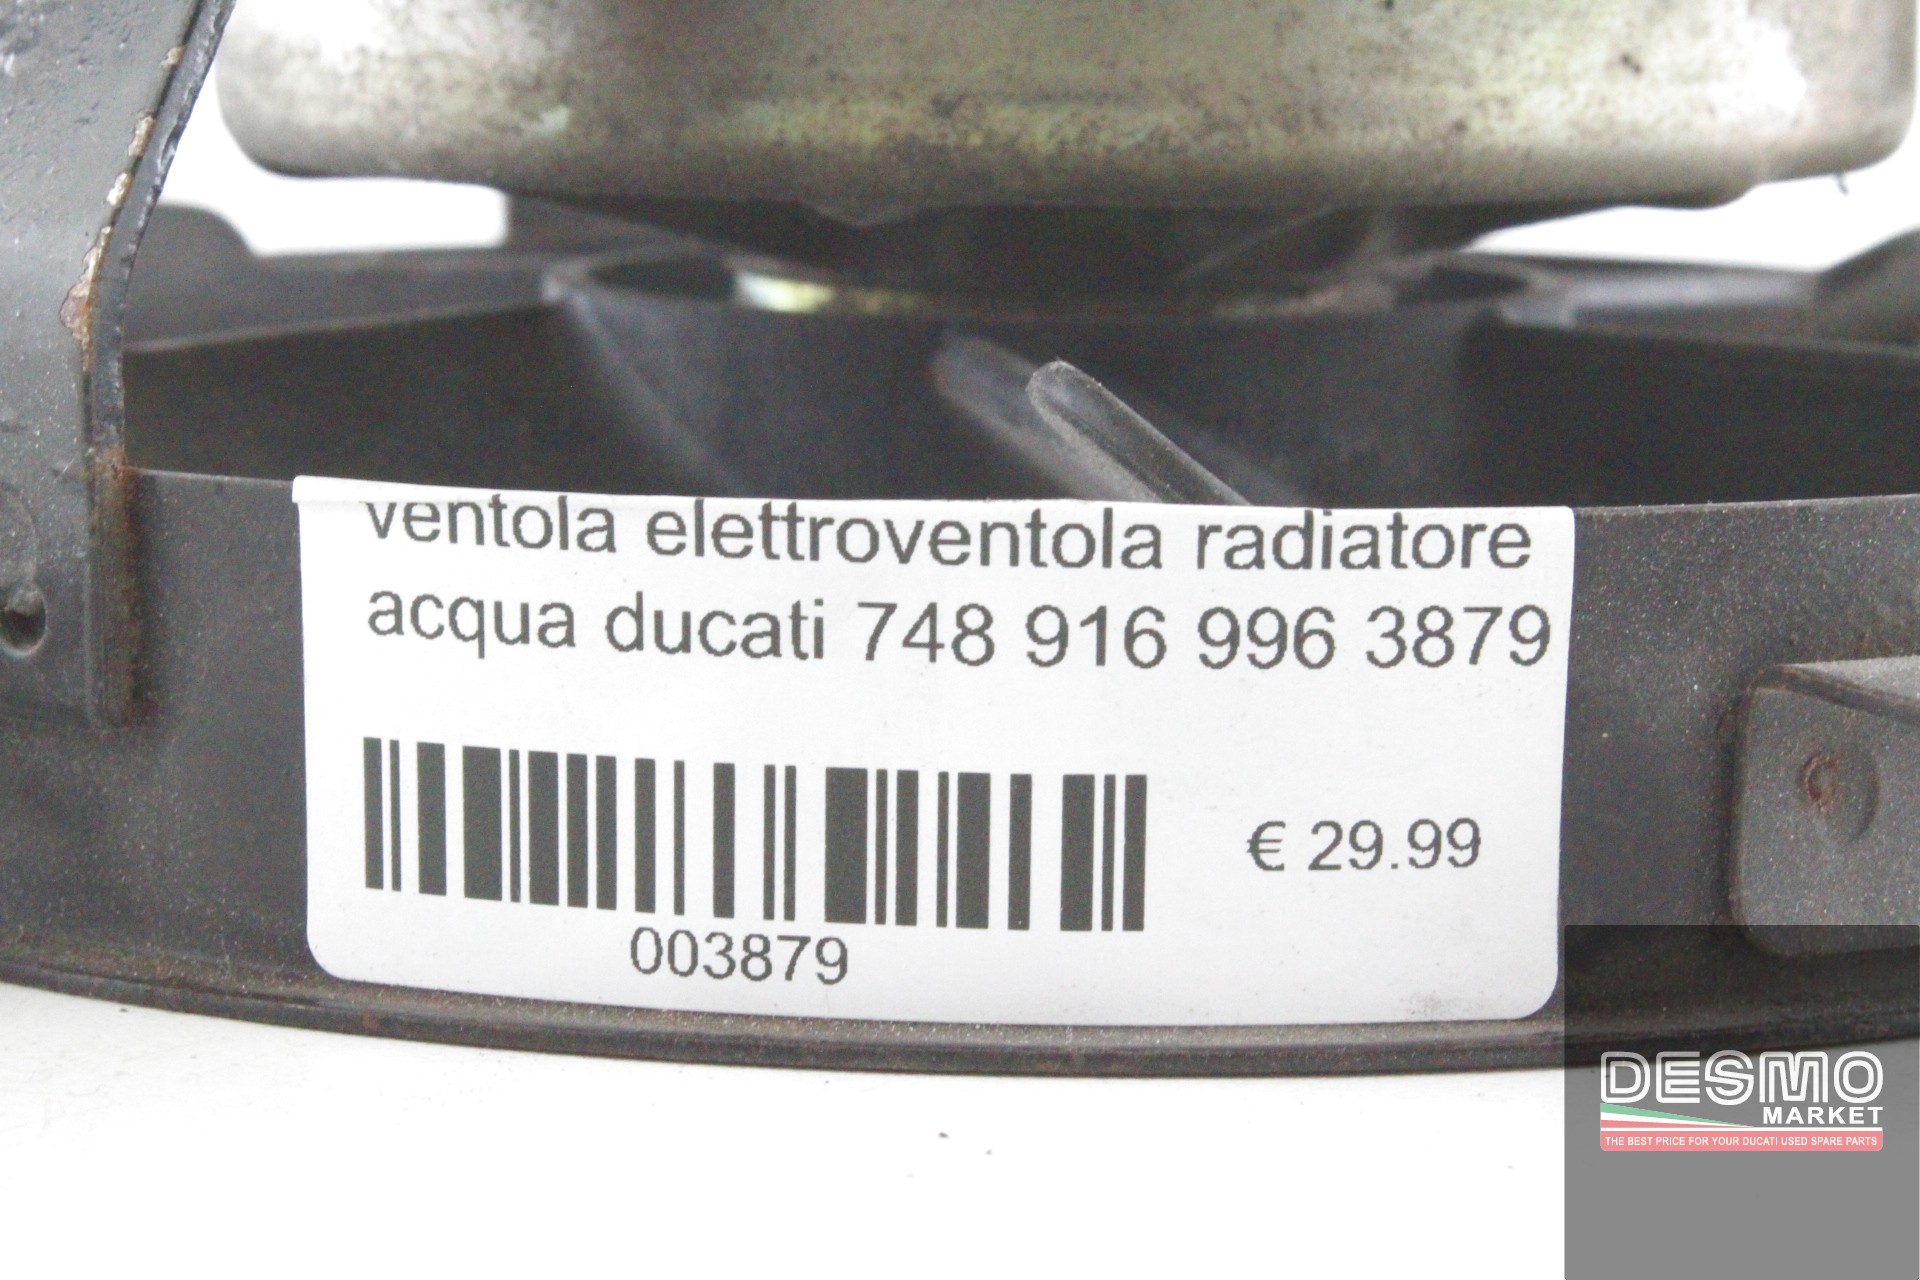 ventola elettroventola radiatore
acqua ducati 748 916 996 3879
€ 29.99
003879
DESMO
MARKET
THE BEST PRICE FOR YOUR DUCATI USED SPARE PARTS